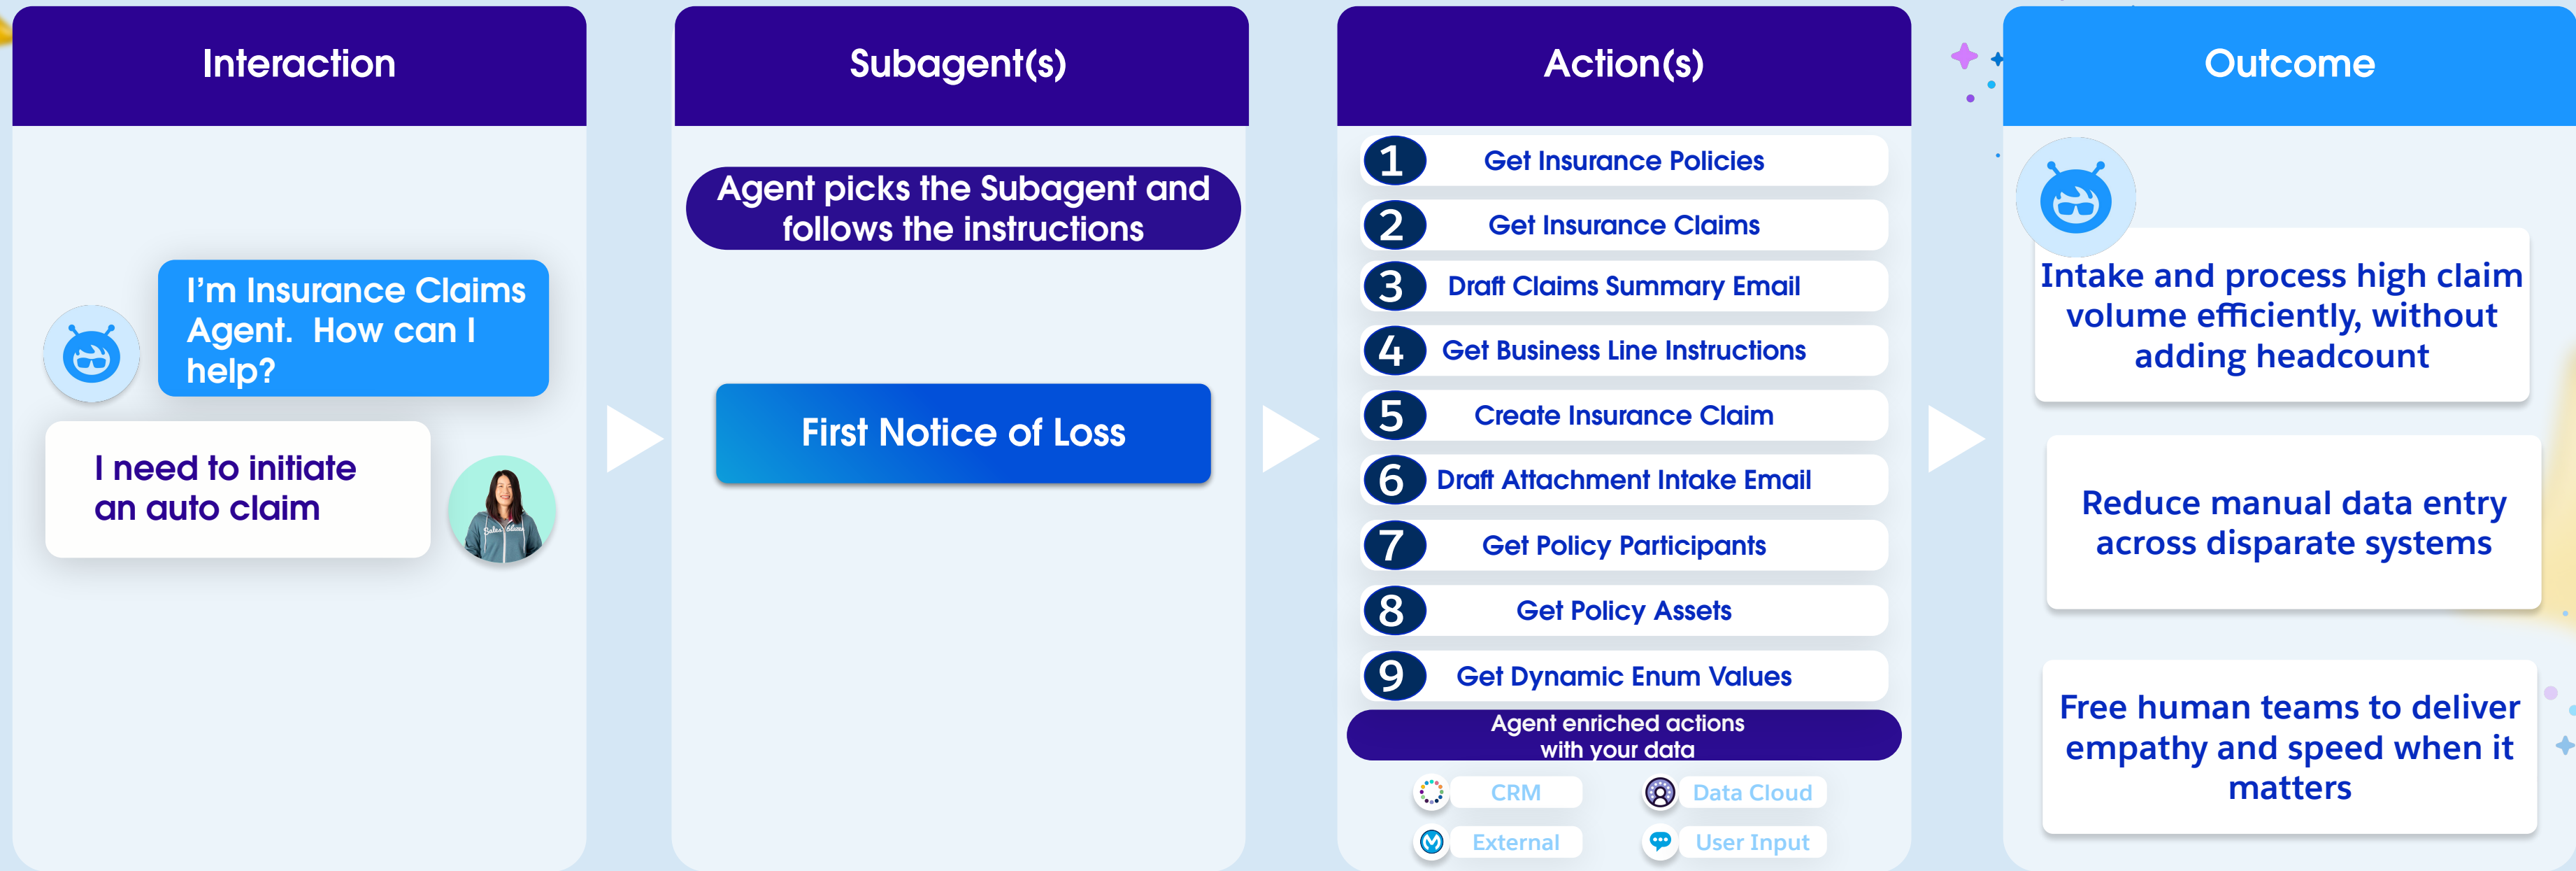 Interaction
I'm Insurance Claims
Agent.  How can I
help?
I need to initiate
an auto claim
Subagent(s)
Agent picks the Subagent and
follows the instructions
First Notice of Loss
Action(s)
1 Get Insurance Policies
2 Get Insurance Claims
3 Draft Claims Summary Email
4 Get Business Line Instructions
5 Create Insurance Claim
6 Draft Attachment Intake Email
7 Get Policy Participants
8 Get Policy Assets
9 Get Dynamic Enum Values
Agent enriched actions
with your data
CRM
Data Cloud
External
User Input
Outcome
Intake and process high claim
volume efficiently, without
adding headcount
Reduce manual data entry
across disparate systems
Free human teams to deliver
empathy and speed when it
matters